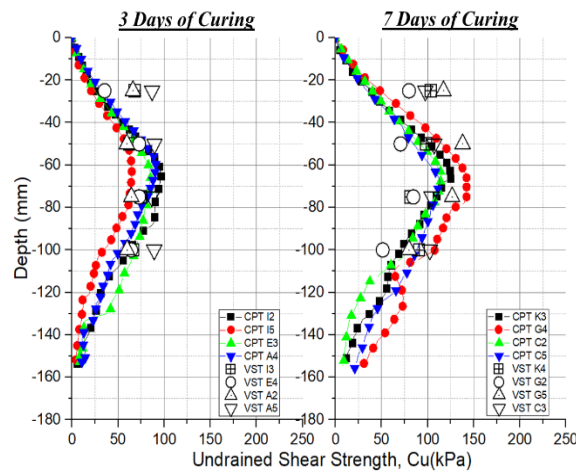 3 Days of Curing
7 Days of Curing
Depth (mm)
0
-20
-40
-60
-80
-100
-120
-140
-160
-180
CPT I2
CPT I5
CPT E3
CPT A4
VST I3
VST E4
VST A2
VST A5
CPT K3
CPT G4
CPT C2
CPT C5
VST K4
VST G2
VST G5
VST C3
0 50 100 150 200 0 50 100 150 200 250
Undrained Shear Strength, Cu(kPa)